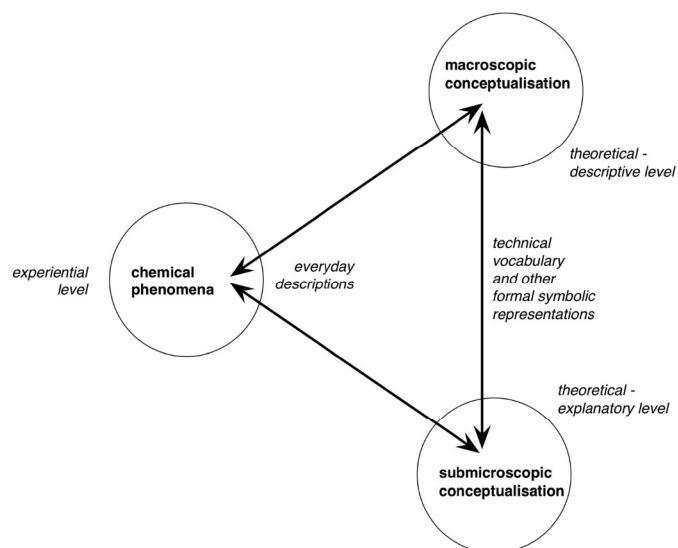 macroscopic
conceptualisation
theoretical -
descriptive level
experiential
level
chemical
phenomena
everyday
descriptions
technical
vocabulary
and other
formal symbolic
representations
theoretical -
explanatory level
submicroscopic
conceptualisation